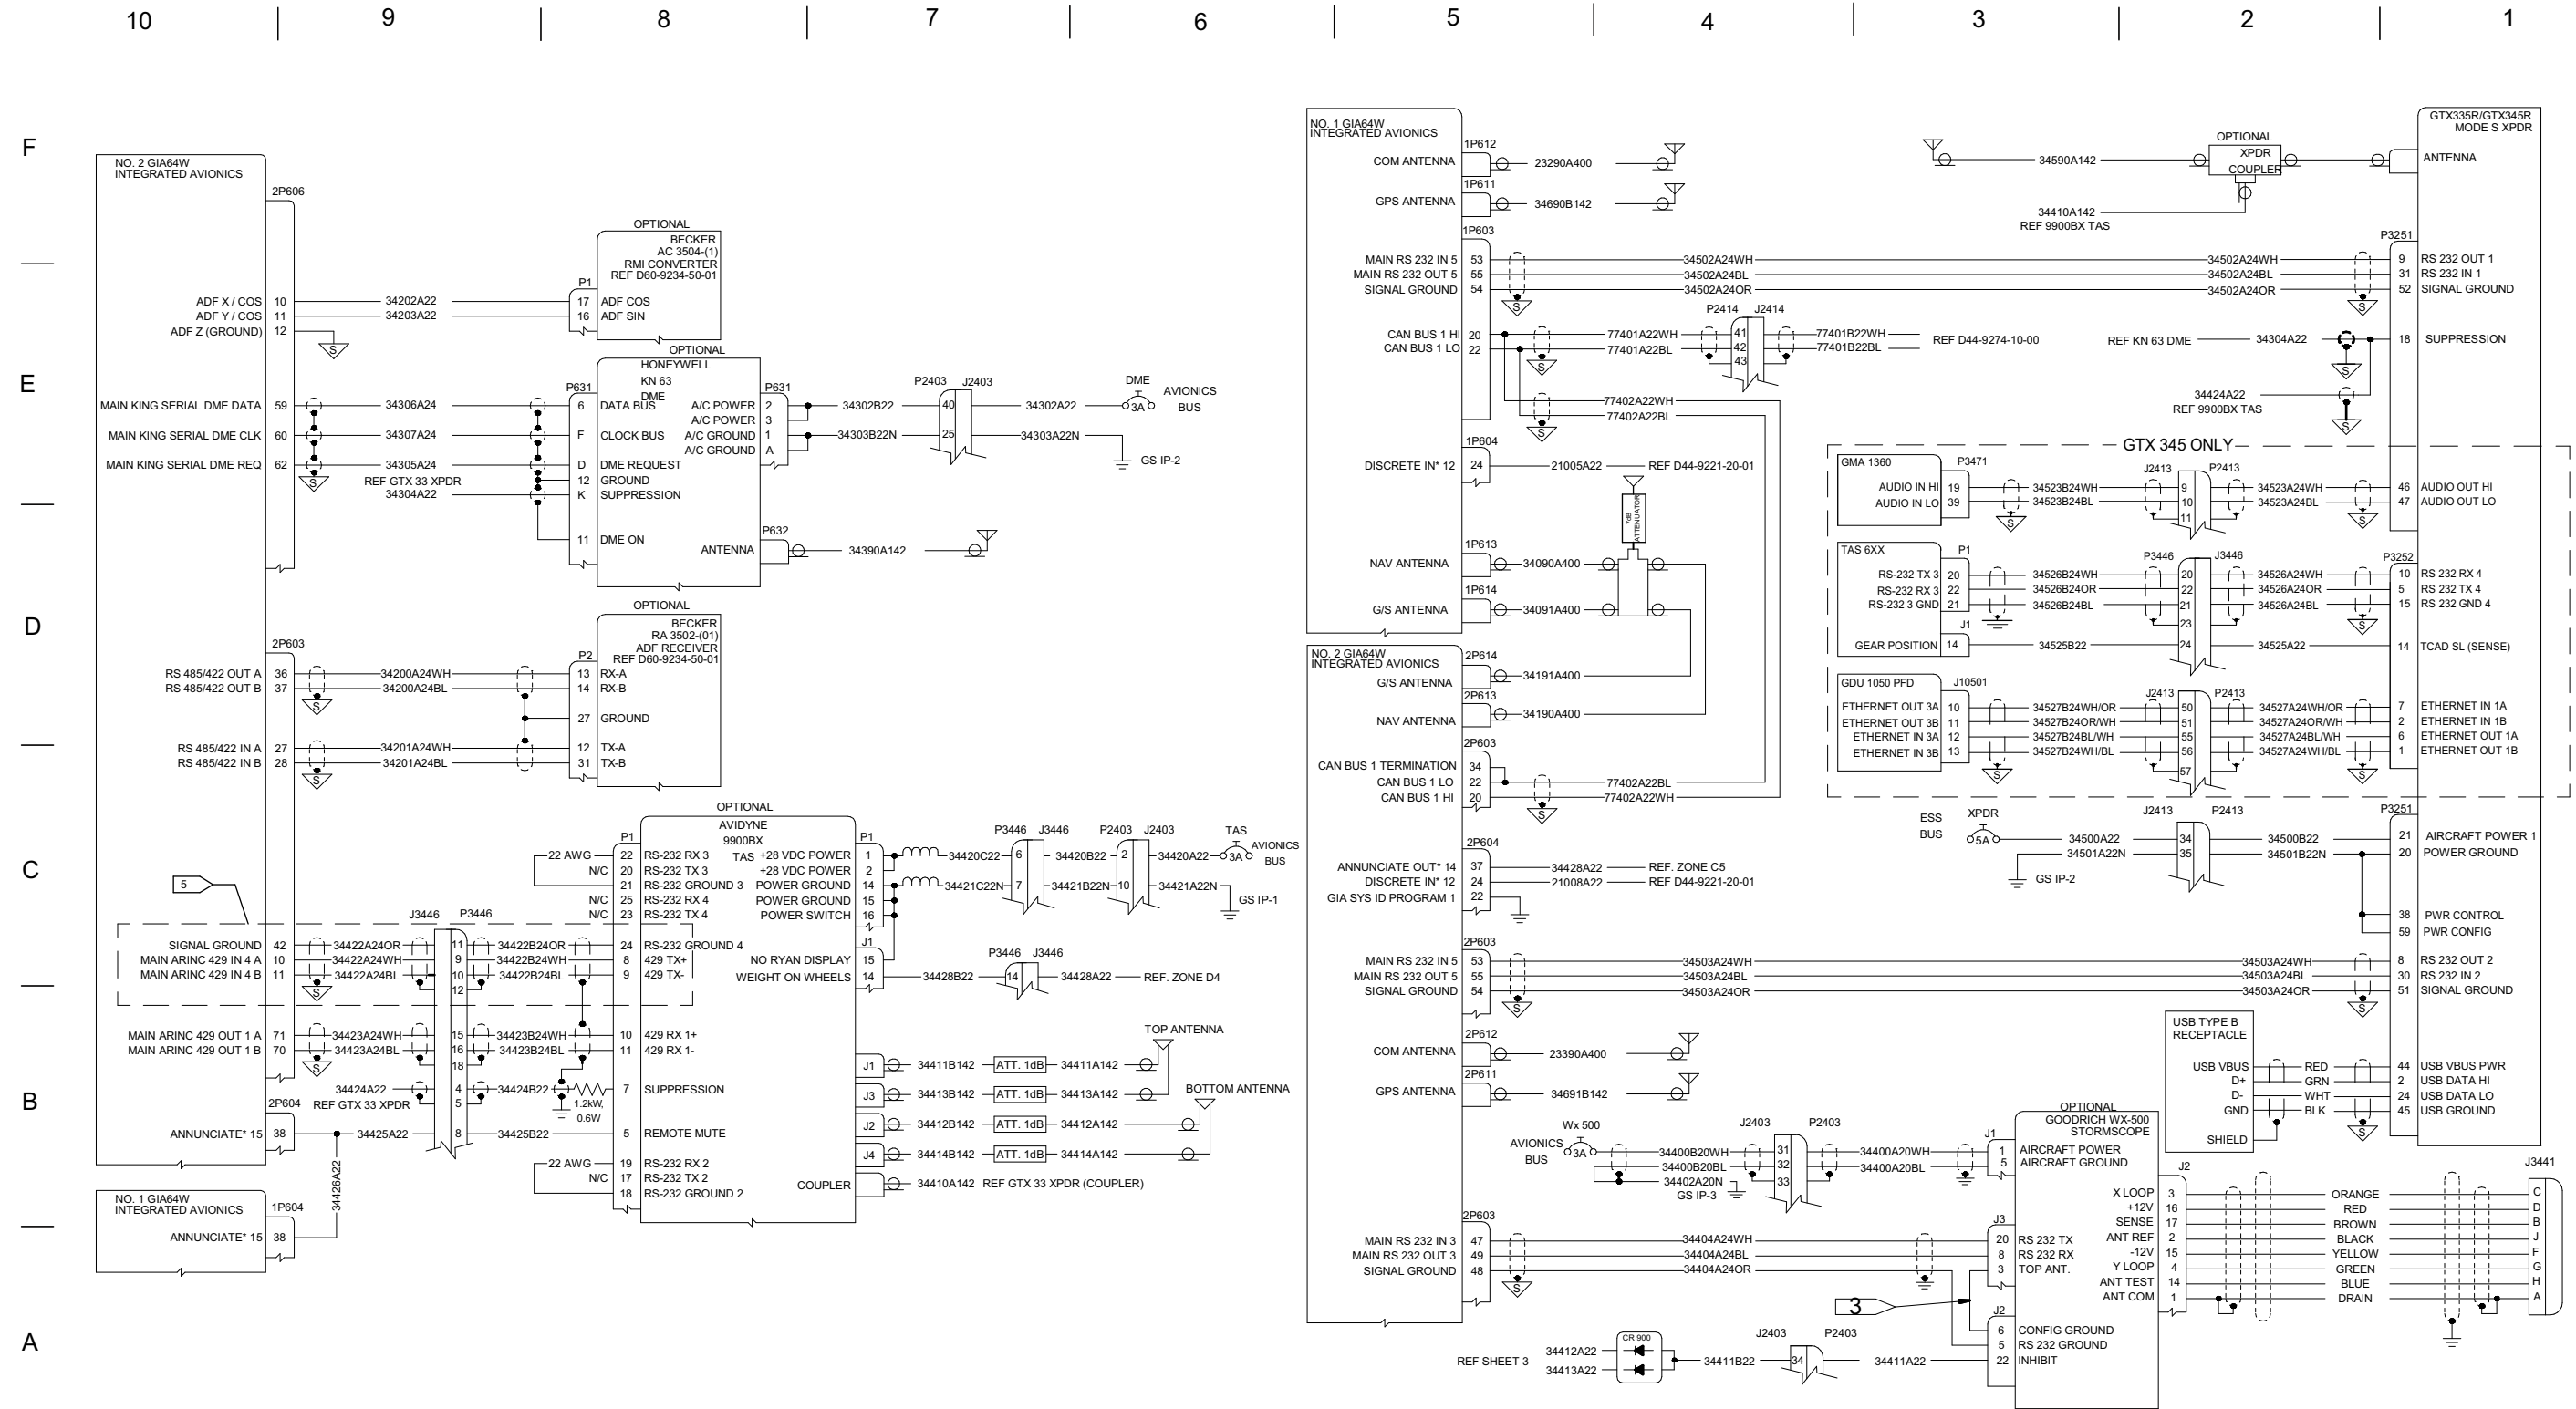 10 9 8 7 6 5 4 3 2 1
F
E
D
C
B
A
NO. 2 GIA64W
INTEGRATED AVIONICS
2P606
ADF X / COS 10 34202A22
ADF Y / COS 11 34203A22
ADF Z (GROUND) 12
S
MAIN KING SERIAL DME DATA 59 34306A24
MAIN KING SERIAL DME CLK 60 34307A24
MAIN KING SERIAL DME REQ 62 34305A24
S
REF GTX 33 XPDR
34304A22
2P603
RS 485/422 OUT A 36 34200A24WH
RS 485/422 OUT B 37 34200A24BL
S
RS 485/422 IN A 27 34201A24WH
RS 485/422 IN B 28 34201A24BL
S
5
J3446 P3446
SIGNAL GROUND 42 34422A24OR 11 34422B24OR
MAIN ARINC 429 IN 4 A 10 34422A24WH 9 34422B24WH
MAIN ARINC 429 IN 4 B 11 34422A24BL 10 34422B24BL
S 12
MAIN ARINC 429 OUT 1 A 71 34423A24WH 15 34423B24WH
MAIN ARINC 429 OUT 1 B 70 34423A24BL 16 34423B24BL
S 18
34424A22 4 34424B22
REF GTX 33 XPDR 5
1.2kW,
0.6W
2P604
ANNUNCIATE* 15 38 34425A22 8 34425B22
34426A22
NO. 1 GIA64W
INTEGRATED AVIONICS
1P604
ANNUNCIATE* 15 38
OPTIONAL
BECKER
AC 3504-(1)
RMI CONVERTER
REF D60-9234-50-01
P1
17 ADF COS
16 ADF SIN
OPTIONAL
HONEYWELL
KN 63
DME
P631 P631
6 DATA BUS A/C POWER 2
A/C POWER 3
F CLOCK BUS A/C GROUND 1
A/C GROUND A
D DME REQUEST
12 GROUND
K SUPPRESSION
11 DME ON
P632
ANTENNA 34390A142
P2403 J2403
34302B22 40 34302A22
34303B22N 25 34303A22N
DME
3A
AVIONICS
BUS
GS IP-2
OPTIONAL
BECKER
RA 3502-(01)
ADF RECEIVER
REF D60-9234-50-01
P2
13 RX-A
14 RX-B
27 GROUND
12 TX-A
31 TX-B
OPTIONAL
AVIDYNE
9900BX
TAS
P1 P1
22 AWG 22 RS-232 RX 3 +28 VDC POWER 1
N/C 20 RS-232 TX 3 +28 VDC POWER 2
21 RS-232 GROUND 3 POWER GROUND 14
N/C 25 RS-232 RX 4 POWER GROUND 15
N/C 23 RS-232 TX 4 POWER SWITCH 16
24 RS-232 GROUND 4
8 429 TX+
9 429 TX-
J1
NO RYAN DISPLAY 15
WEIGHT ON WHEELS 14
10 429 RX 1+
11 429 RX 1-
7 SUPPRESSION
5 REMOTE MUTE
22 AWG 19 RS-232 RX 2
N/C 17 RS-232 TX 2
18 RS-232 GROUND 2
COUPLER
P3446 J3446 P2403 J2403
34420C22 6 34420B22 2 34420A22
34421C22N 7 34421B22N 10 34421A22N
TAS
3A
AVIONICS
BUS
GS IP-1
P3446 J3446
34428B22 14 34428A22 REF. ZONE D4
TOP ANTENNA
J1 34411B142 ATT. 1dB 34411A142
J3 34413B142 ATT. 1dB 34413A142
BOTTOM ANTENNA
J2 34412B142 ATT. 1dB 34412A142
J4 34414B142 ATT. 1dB 34414A142
34410A142 REF GTX 33 XPDR (COUPLER)
NO. 1 GIA64W
INTEGRATED AVIONICS
1P612
COM ANTENNA 23290A400
1P611
GPS ANTENNA 34690B142
1P603
MAIN RS 232 IN 5 53 34502A24WH 34502A24WH
MAIN RS 232 OUT 5 55 34502A24BL 34502A24BL
SIGNAL GROUND 54 34502A24OR 34502A24OR
S S
P2414 J2414
CAN BUS 1 HI 20 77401A22WH 41 77401B22WH
CAN BUS 1 LO 22 77401A22BL 42 77401B22BL
S 43
REF D44-9274-10-00
77402A22WH
77402A22BL
S
1P604
DISCRETE IN* 12 24 21005A22 REF D44-9221-20-01
7dB
ATTENUATOR
1P613
NAV ANTENNA 34090A400
1P614
G/S ANTENNA 34091A400
NO. 2 GIA64W
INTEGRATED AVIONICS
2P614
G/S ANTENNA 34191A400
2P613
NAV ANTENNA 34190A400
2P603
CAN BUS 1 TERMINATION 34
CAN BUS 1 LO 22 77402A22BL
CAN BUS 1 HI 20 77402A22WH
S
2P604
ANNUNCIATE OUT* 14 37 34428A22 REF. ZONE C5
DISCRETE IN* 12 24 21008A22 REF D44-9221-20-01
GIA SYS ID PROGRAM 1 22
2P603
MAIN RS 232 IN 5 53 34503A24WH 34503A24WH
MAIN RS 232 OUT 5 55 34503A24BL 34503A24BL
SIGNAL GROUND 54 34503A24OR 34503A24OR
S S
2P612
COM ANTENNA 23390A400
2P611
GPS ANTENNA 34691B142
Wx 500
AVIONICS
BUS
3A
J2403 P2403
34400B20WH 31 34400A20WH
34400B20BL 32 34400A20BL
34402A20N 33
GS IP-3
2P603
MAIN RS 232 IN 3 47 34404A24WH
MAIN RS 232 OUT 3 49 34404A24BL
SIGNAL GROUND 48 34404A24OR
S
3
REF SHEET 3
34412A22
34413A22
CR 900
34411B22
J2403 P2403
34
34411A22
GTX335R/GTX345R
MODE S XPDR
OPTIONAL
XPDR
COUPLER
34590A142
ANTENNA
34410A142
REF 9900BX TAS
P3251
9 RS 232 OUT 1
31 RS 232 IN 1
52 SIGNAL GROUND
REF KN 63 DME 34304A22 18 SUPPRESSION
S
34424A22
REF 9900BX TAS
S
GTX 345 ONLY
GMA 1360
P3471 J2413 P2413
AUDIO IN HI 19 34523B24WH 9 34523A24WH 46 AUDIO OUT HI
AUDIO IN LO 39 34523B24BL 10 34523A24BL 47 AUDIO OUT LO
S 11 S
TAS 6XX
P1 P3446 J3446 P3252
RS-232 TX 3 20 34526B24WH 20 34526A24WH 10 RS 232 RX 4
RS-232 RX 3 22 34526B24OR 22 34526A24OR 5 RS 232 TX 4
RS-232 3 GND 21 34526B24BL 21 34526A24BL 15 RS 232 GND 4
23 S
J1
GEAR POSITION 14 34525B22 24 34525A22 14 TCAD SL (SENSE)
GDU 1050 PFD
J10501 J2413 P2413
ETHERNET OUT 3A 10 34527B24WH/OR 50 34527A24WH/OR 7 ETHERNET IN 1A
ETHERNET OUT 3B 11 34527B24OR/WH 51 34527A24OR/WH 2 ETHERNET IN 1B
ETHERNET IN 3A 12 34527B24BL/WH 55 34527A24BL/WH 6 ETHERNET OUT 1A
ETHERNET IN 3B 13 34527B24WH/BL 56 34527A24WH/BL 1 ETHERNET OUT 1B
S 57 S
P3251
ESS
BUS
XPDR
5A
J2413 P2413
34500A22 34 34500B22 21 AIRCRAFT POWER 1
34501A22N 35 34501B22N 20 POWER GROUND
GS IP-2
38 PWR CONTROL
59 PWR CONFIG
8 RS 232 OUT 2
30 RS 232 IN 2
51 SIGNAL GROUND
USB TYPE B
RECEPTACLE
USB VBUS RED 44 USB VBUS PWR
D+ GRN 2 USB DATA HI
D- WHT 24 USB DATA LO
GND BLK 45 USB GROUND
SHIELD
S
OPTIONAL
GOODRICH WX-500
STORMSCOPE
J1
1 AIRCRAFT POWER
5 AIRCRAFT GROUND
J2 J3441
X LOOP 3 ORANGE C
+12V 16 RED D
SENSE 17 BROWN B
ANT REF 2 BLACK J
-12V 15 YELLOW F
Y LOOP 4 GREEN G
ANT TEST 14 BLUE H
ANT COM 1 DRAIN A
J3
20 RS 232 TX
8 RS 232 RX
3 TOP ANT.
J2
6 CONFIG GROUND
5 RS 232 GROUND
22 INHIBIT